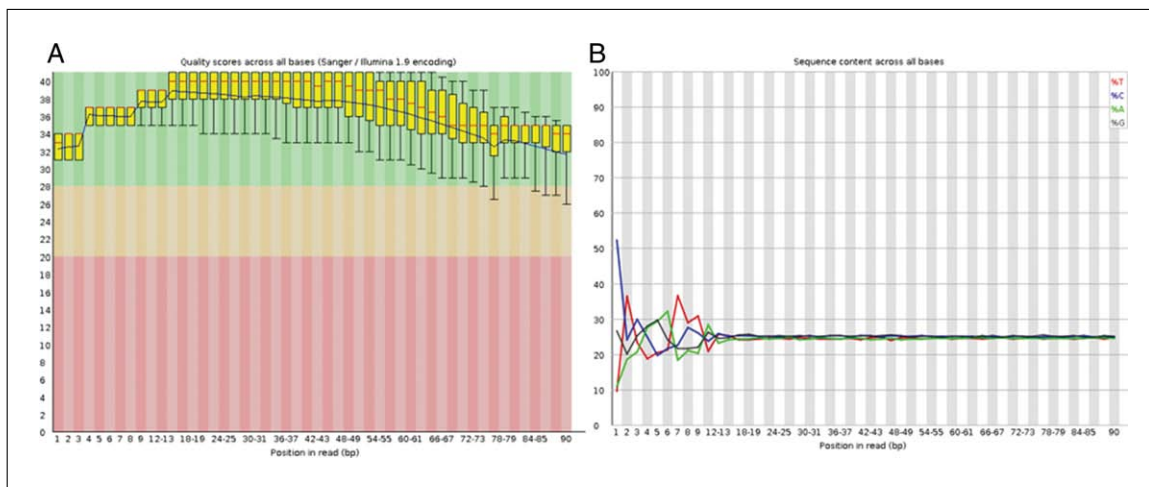 A
Quality scores across all bases (Sanger / Illumina 1.9 encoding)
40
38
36
34
32
30
28
26
24
22
20
18
16
14
12
10
8
6
4
2
0
1 2 3 4 5 6 7 8 9 12-13 18-19 24-25 30-31 36-37 42-43 48-49 54-55 60-61 66-67 72-73 78-79 84-85 90
Position in read (bp)
B
Sequence content across all bases
100
90
80
70
60
50
40
30
20
10
0
%T
%C
%A
%G
1 2 3 4 5 6 7 8 9 12-13 18-19 24-25 30-31 36-37 42-43 48-49 54-55 60-61 66-67 72-73 78-79 84-85 90
Position in read (bp)